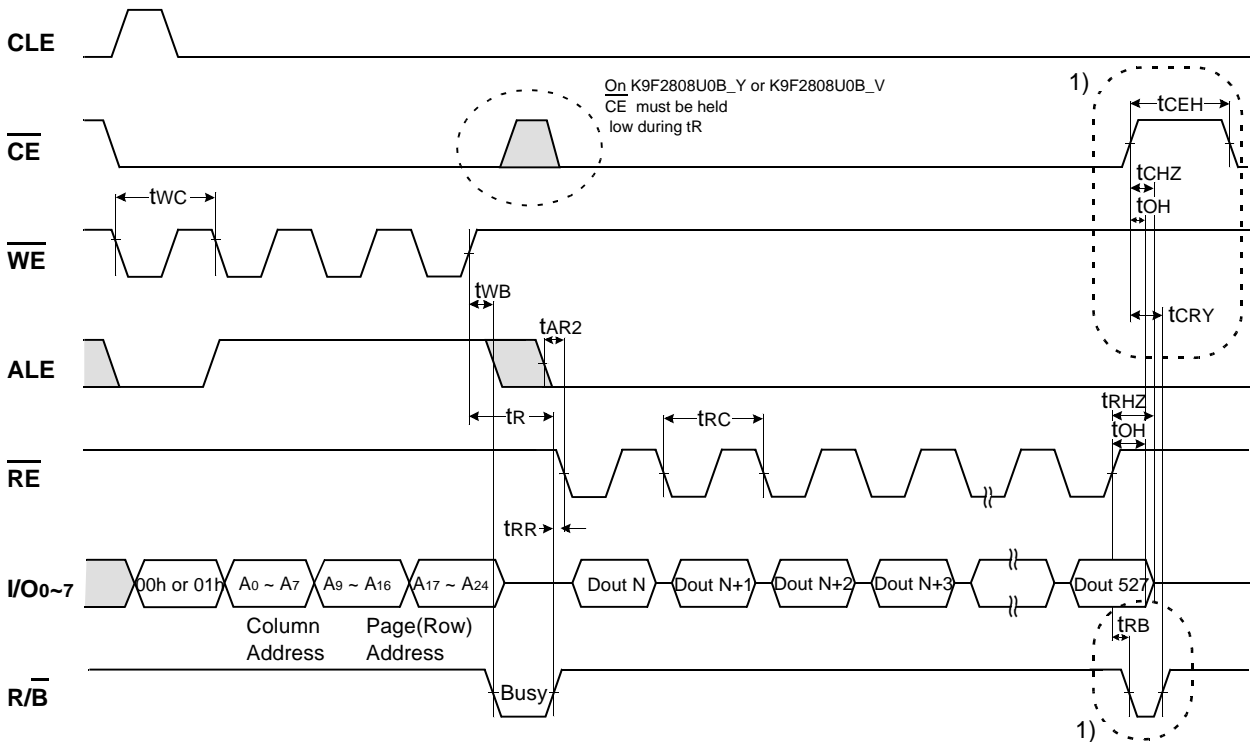 CLE
On K9F2808U0B_Y or K9F2808U0B_V
CE must be held
low during tR
1)
tCEH
CE
tCHZ
tOH
tWC
WE
tWB
tCRY
tAR2
ALE
tR
tRC
tRHZ
tOH
RE
tRR
I/O0~7
00h or 01h
A0 ~ A7
A9 ~ A16
A17 ~ A24
Dout N
Dout N+1
Dout N+2
Dout N+3
Dout 527
Column
Address
Page(Row)
Address
tRB
R/B
Busy
1)